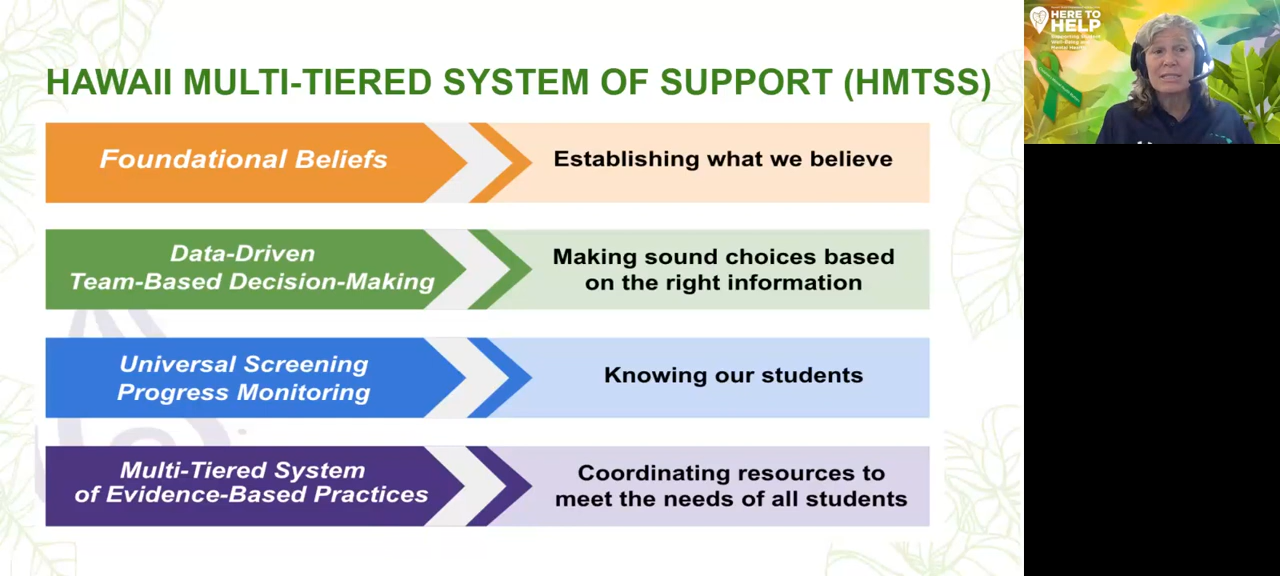 HAWAII MULTI-TIERED SYSTEM OF SUPPORT (HMTSS)
Foundational Beliefs
Establishing what we believe
Data-Driven
Team-Based Decision-Making
Making sound choices based
on the right information
Universal Screening
Progress Monitoring
Knowing our students
Multi-Tiered System
of Evidence-Based Practices
Coordinating resources to
meet the needs of all students
HERE TO
HELP